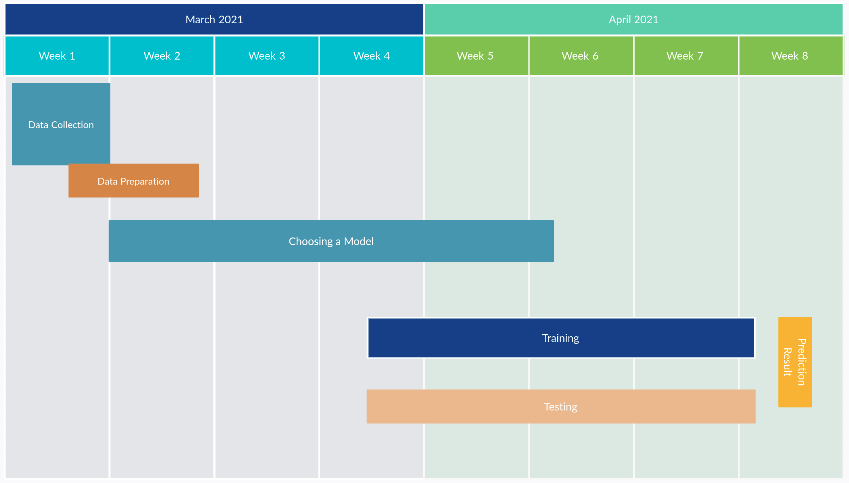 March 2021
April 2021
Week 1
Week 2
Week 3
Week 4
Week 5
Week 6
Week 7
Week 8
Data Collection
Data Preparation
Choosing a Model
Training
Prediction
Result
Testing